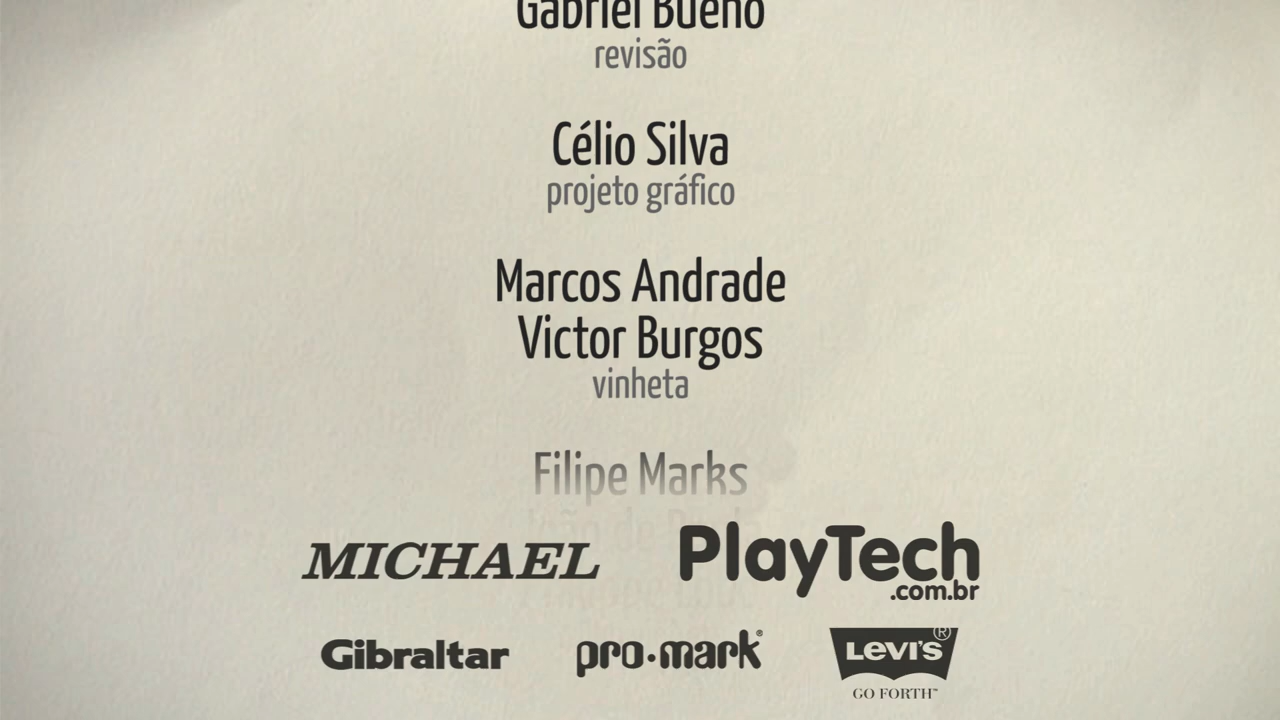 Gabriel Bueno
revisão
Célio Silva
projeto gráfico
Marcos Andrade
Victor Burgos
vinheta
Filipe Marks
MICHAEL
PlayTech
.com.br
Gibraltar
pro·mark®
LEVI'S®
GO FORTH™